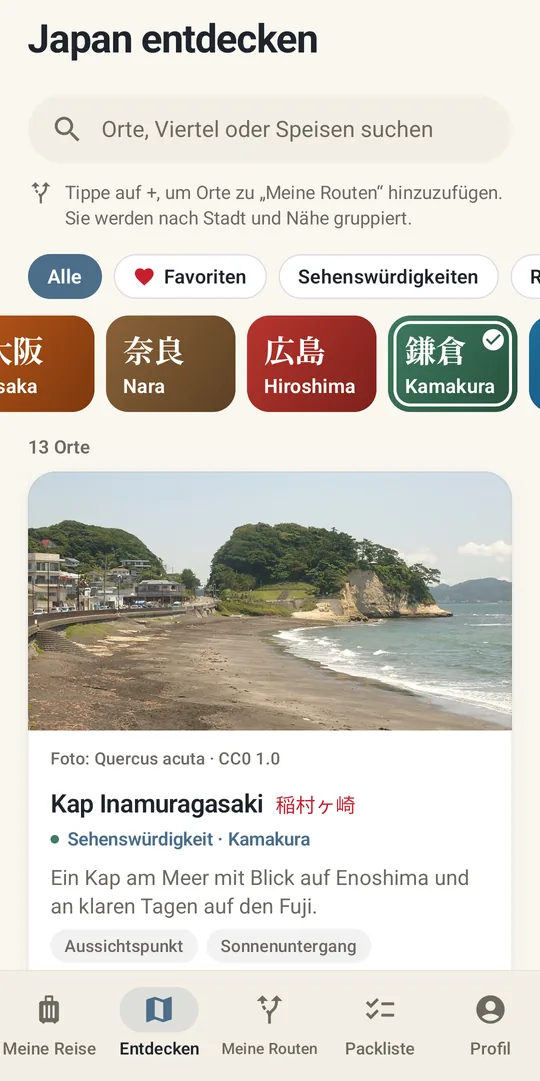 Japan entdecken
Orte, Viertel oder Speisen suchen
Tippe auf +, um Orte zu „Meine Routen“ hinzuzufügen.
Sie werden nach Stadt und Nähe gruppiert.
Alle
Favoriten
Sehenswürdigkeiten
R
大阪
saka
奈良
Nara
広島
Hiroshima
鎌倉
Kamakura
13 Orte
Foto: Quercus acuta · CC0 1.0
Kap Inamuragasaki 稲村ヶ崎
Sehenswürdigkeit · Kamakura
Ein Kap am Meer mit Blick auf Enoshima und
an klaren Tagen auf den Fuji.
Aussichtspunkt
Sonnenuntergang
Meine Reise
Entdecken
Meine Routen
Packliste
Profil